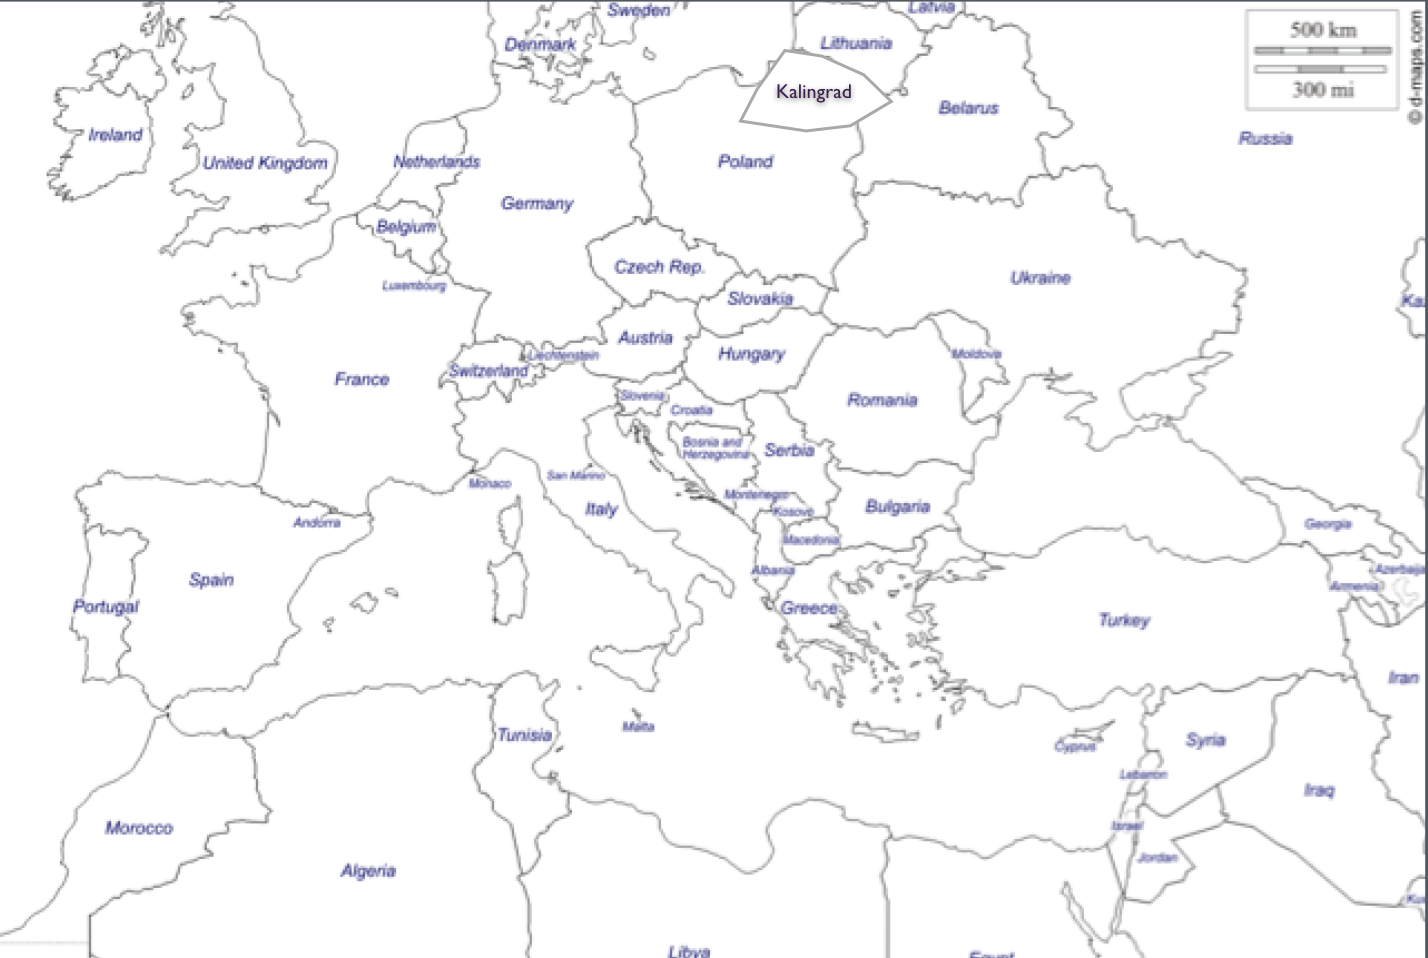 Sweden
Latvia
Denmark
Lithuania
500 km
300 mi
© d-maps.com
Kalingrad
Belarus
Ireland
Russia
United Kingdom
Netherlands
Poland
Germany
Belgium
Czech Rep.
Ukraine
Luxembourg
Slovakia
Austria
Liechtenstein
Hungary
Moldova
Switzerland
France
Slovenia
Romania
Croatia
Bosnia and
Herzegovina
Serbia
San Marino
Monaco
Montenegro
Italy
Kosovo
Bulgaria
Andorra
Georgia
Macedonia
Albania
Spain
Armenia
Portugal
Greece
Turkey
Iran
Malta
Tunisia
Cyprus
Syria
Lebanon
Iraq
Israel
Morocco
Jordan
Algeria
Libya
Egypt